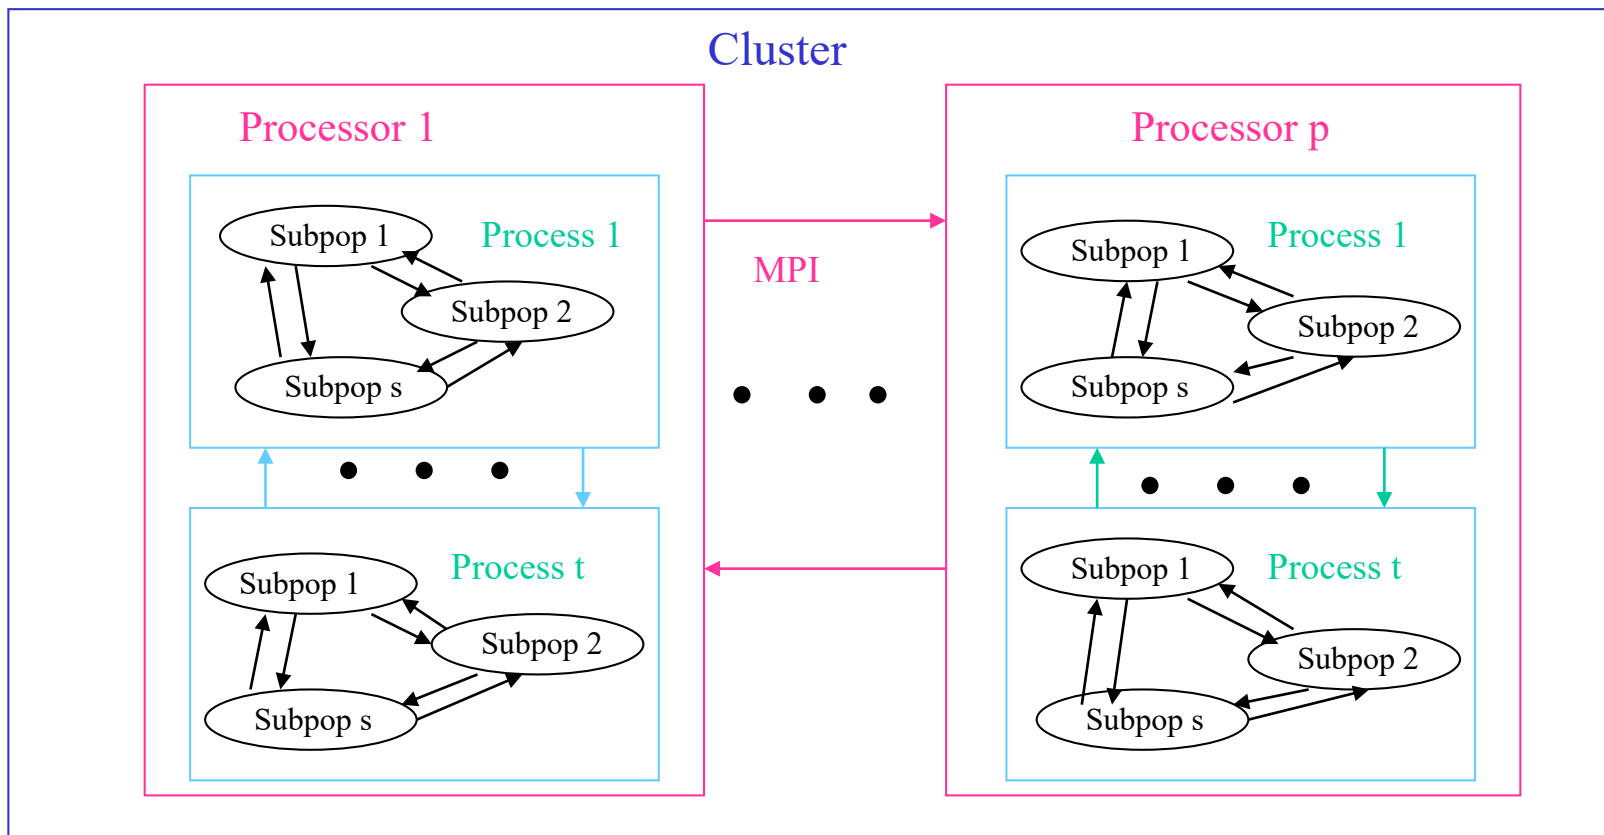 Cluster
Processor 1
Subpop 1
Process 1
Subpop 2
Subpop s
Process t
Subpop 1
Subpop 2
Subpop s
MPI
Processor p
Subpop 1
Process 1
Subpop 2
Subpop s
Subpop 1
Process t
Subpop 2
Subpop s